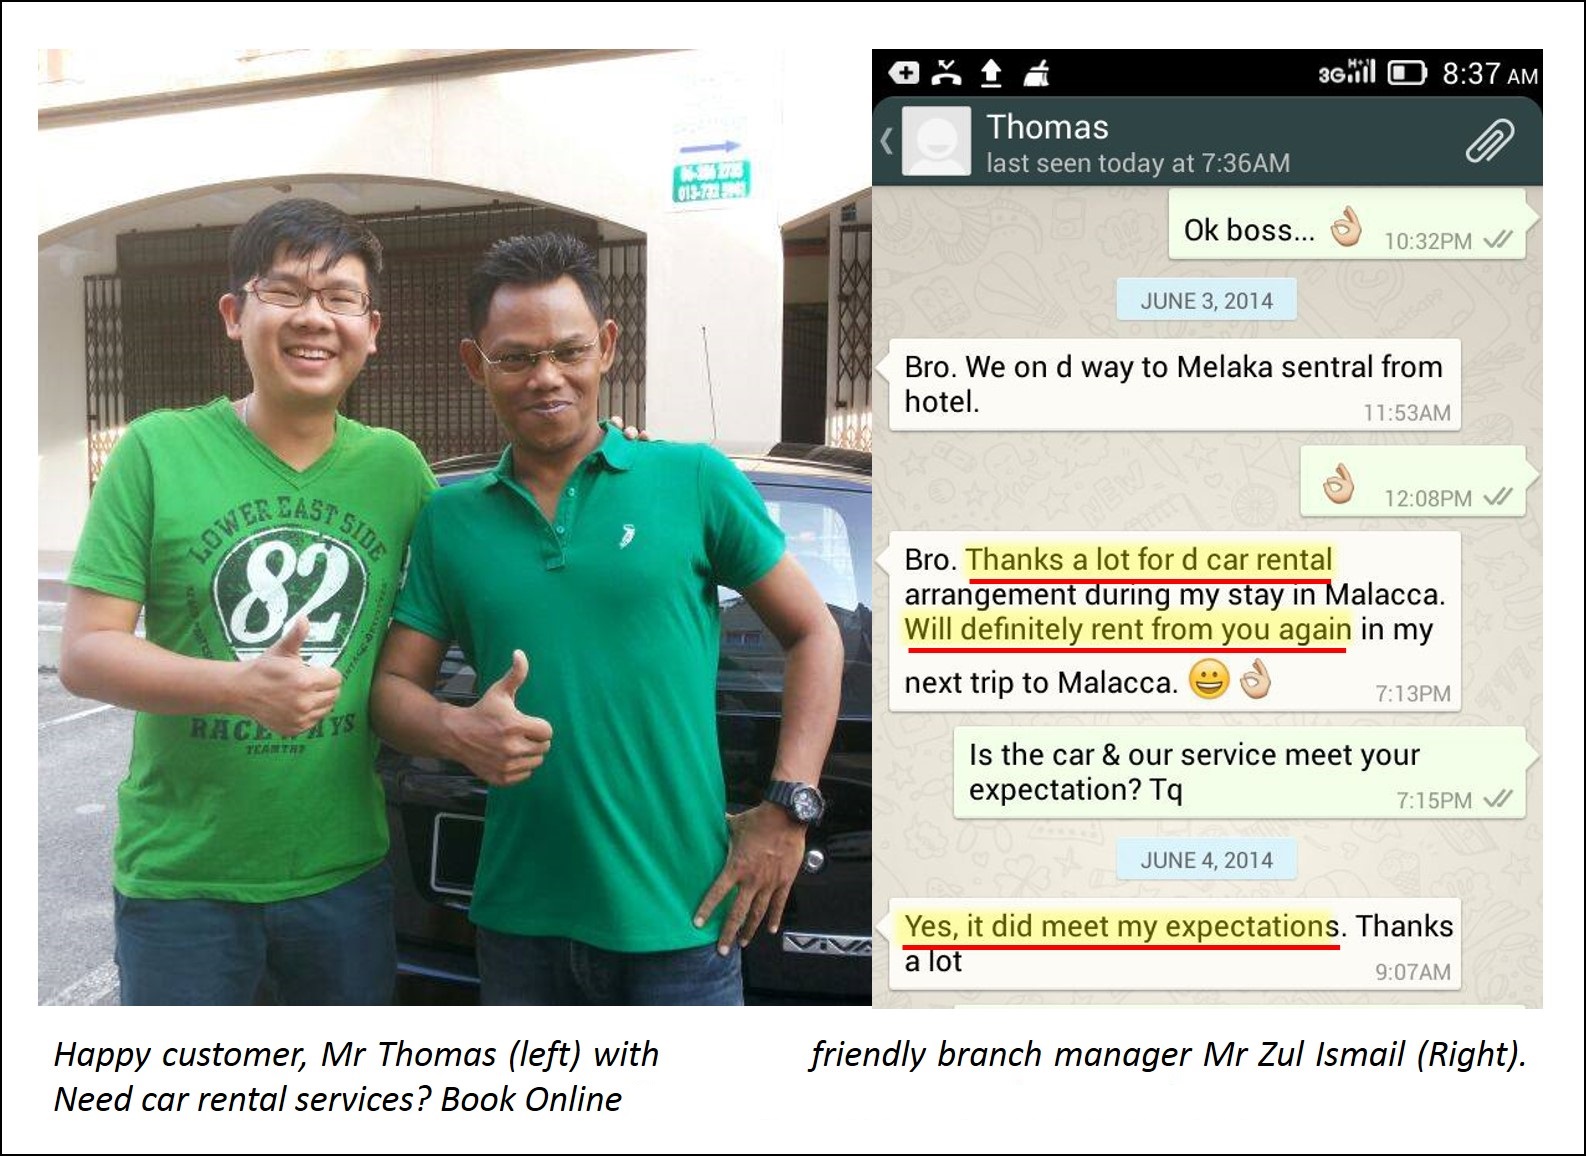 LOWER EAST SIDE
82
RACEWAYS
VIVA
3G
8:37 AM
Thomas
last seen today at 7:36AM
Ok boss... 👌
10:32PM
JUNE 3, 2014
Bro. We on d way to Melaka sentral from
hotel.
11:53AM
👌
12:08PM
Bro. Thanks a lot for d car rental
arrangement during my stay in Malacca.
Will definitely rent from you again in my
next trip to Malacca. 😀👌
7:13PM
Is the car & our service meet your
expectation? Tq
7:15PM
JUNE 4, 2014
Yes, it did meet my expectations. Thanks
a lot
9:07AM
Happy customer, Mr Thomas (left) with friendly branch manager Mr Zul Ismail (Right).
Need car rental services? Book Online